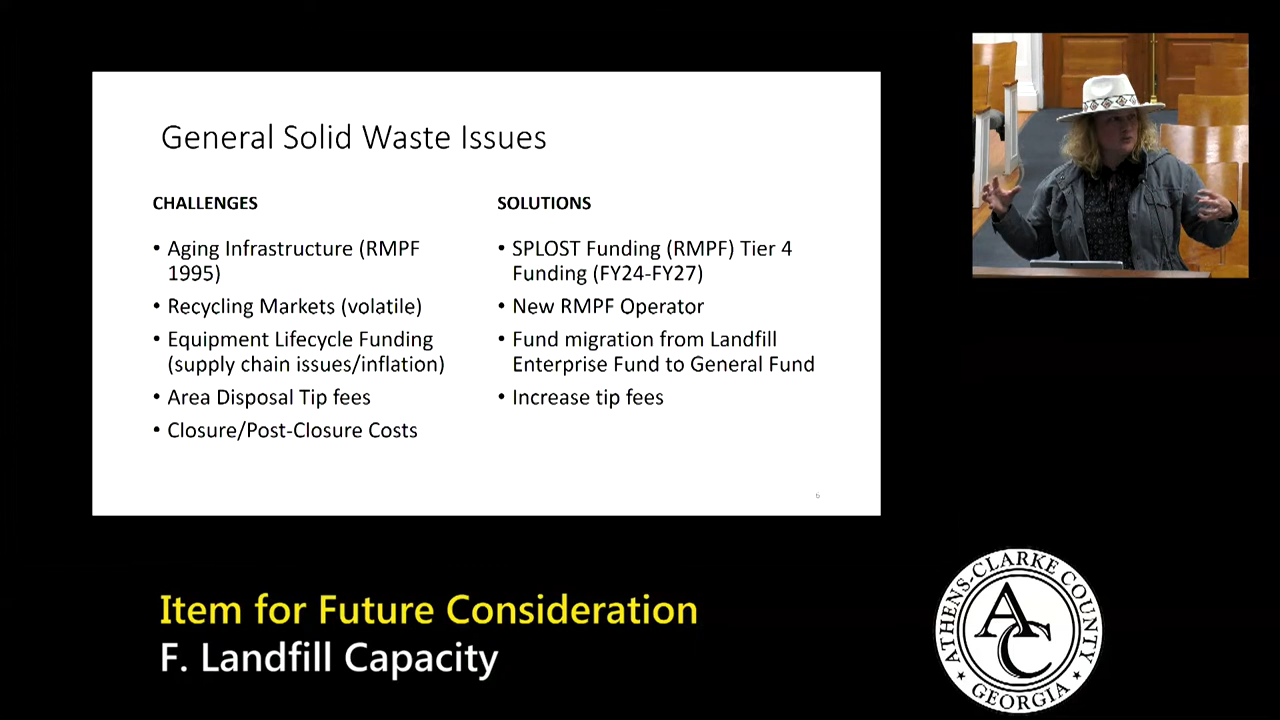 General Solid Waste Issues
CHALLENGES
• Aging Infrastructure (RMPF
1995)
• Recycling Markets (volatile)
• Equipment Lifecycle Funding
(supply chain issues/inflation)
• Area Disposal Tip fees
• Closure/Post-Closure Costs
SOLUTIONS
• SPLOST Funding (RMPF) Tier 4
Funding (FY24-FY27)
• New RMPF Operator
• Fund migration from Landfill
Enterprise Fund to General Fund
• Increase tip fees
6
Item for Future Consideration
F. Landfill Capacity
ATHENS-CLARKE COUNTY
AC
GEORGIA